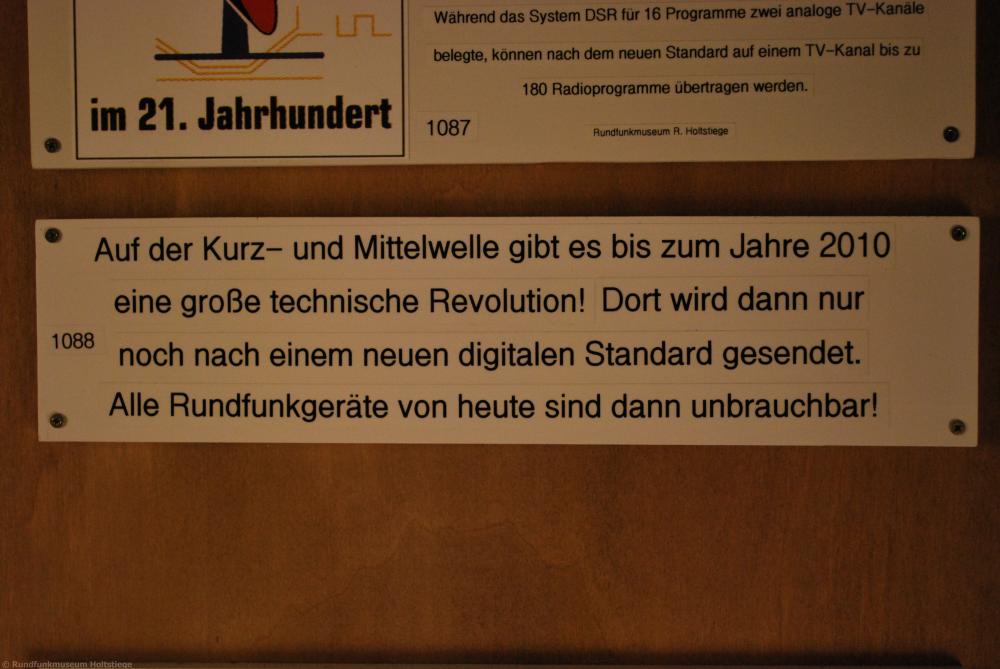 Während das System DSR für 16 Programme zwei analoge TV-Kanäle
belegte, können nach dem neuen Standard auf einem TV-Kanal bis zu
180 Radioprogramme übertragen werden.
im 21. Jahrhundert
1087
Rundfunkmuseum R. Holtstiege
Auf der Kurz- und Mittelwelle gibt es bis zum Jahre 2010
eine große technische Revolution! Dort wird dann nur
1088
noch nach einem neuen digitalen Standard gesendet.
Alle Rundfunkgeräte von heute sind dann unbrauchbar!
© Rundfunkmuseum Holtstiege